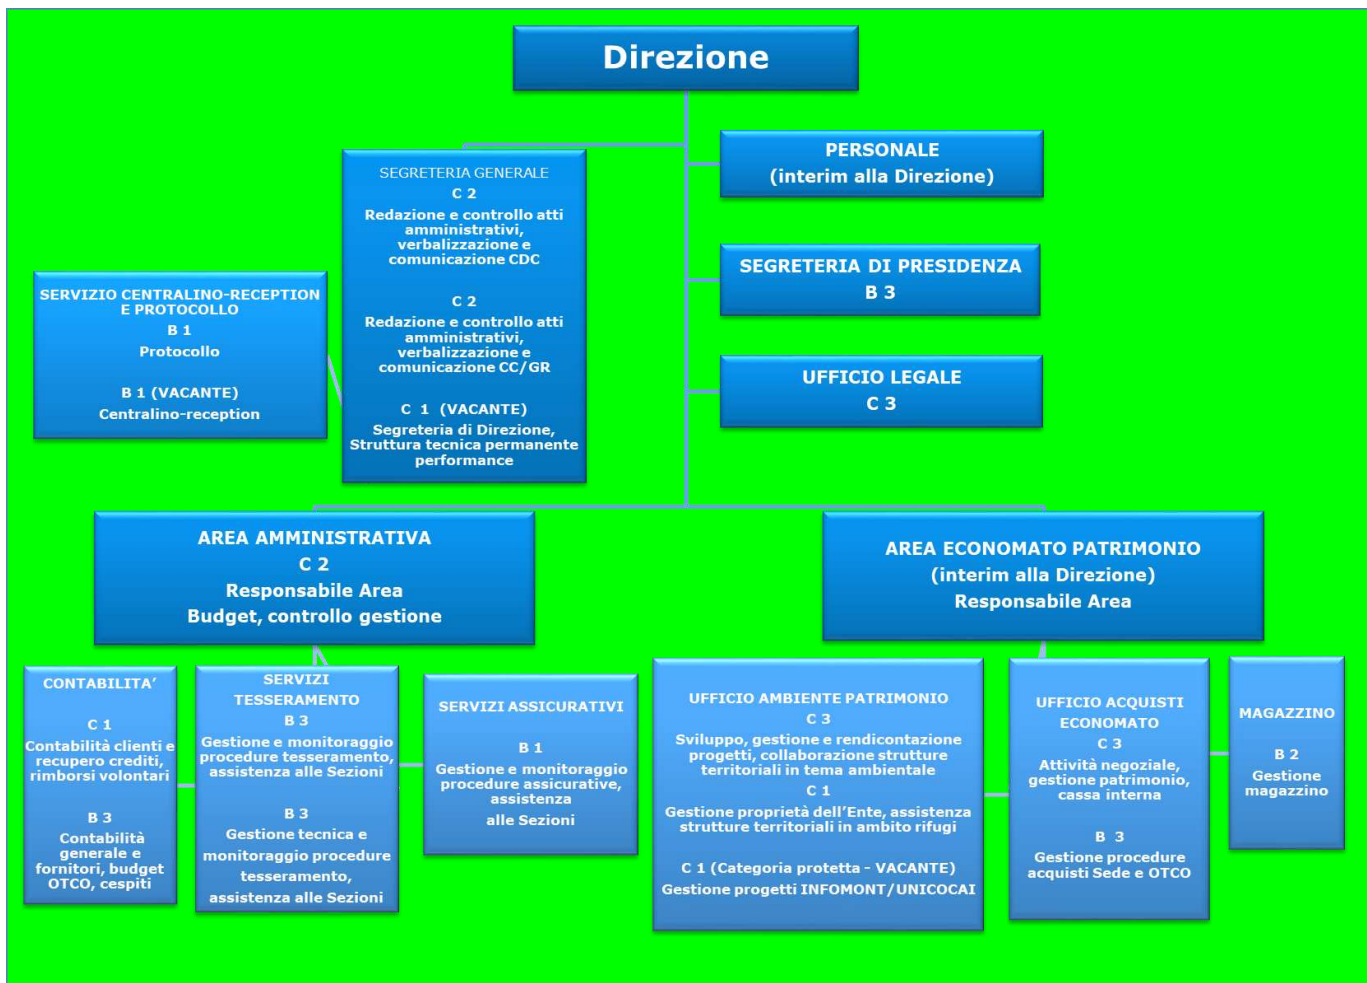 Direzione
PERSONALE
(interim alla Direzione)
SEGRETERIA GENERALE
C 2
Redazione e controllo atti
amministrativi,
verbalizzazione e
comunicazione CDC
C 2
Redazione e controllo atti
amministrativi,
verbalizzazione e
comunicazione CC/GR
C 1 (VACANTE)
Segreteria di Direzione,
Struttura tecnica permanente
performance
SEGRETERIA DI PRESIDENZA
B 3
SERVIZIO CENTRALINO-RECEPTION
E PROTOCOLLO
B 1
Protocollo
B 1 (VACANTE)
Centralino-reception
UFFICIO LEGALE
C 3
AREA AMMINISTRATIVA
C 2
Responsabile Area
Budget, controllo gestione
AREA ECONOMATO PATRIMONIO
(interim alla Direzione)
Responsabile Area
CONTABILITA’
C 1
Contabilità clienti e
recupero crediti,
rimborsi volontari
B 3
Contabilità
generale e
fornitori, budget
OTCO, cespiti
SERVIZI
TESSERAMENTO
B 3
Gestione e monitoraggio
procedure tesseramento,
assistenza alle Sezioni
B 3
Gestione tecnica e
monitoraggio procedure
tesseramento,
assistenza alle Sezioni
SERVIZI ASSICURATIVI
B 1
Gestione e monitoraggio
procedure assicurative,
assistenza
alle Sezioni
UFFICIO AMBIENTE PATRIMONIO
C 3
Sviluppo, gestione e rendicontazione
progetti, collaborazione strutture
territoriali in tema ambientale
C 1
Gestione proprietà dell’Ente, assistenza
strutture territoriali in ambito rifugi
C 1 (Categoria protetta - VACANTE)
Gestione progetti INFOMONT/UNICOCAI
UFFICIO ACQUISTI
ECONOMATO
C 3
Attività negoziale,
gestione patrimonio,
cassa interna
B 3
Gestione procedure
acquisti Sede e OTCO
MAGAZZINO
B 2
Gestione
magazzino